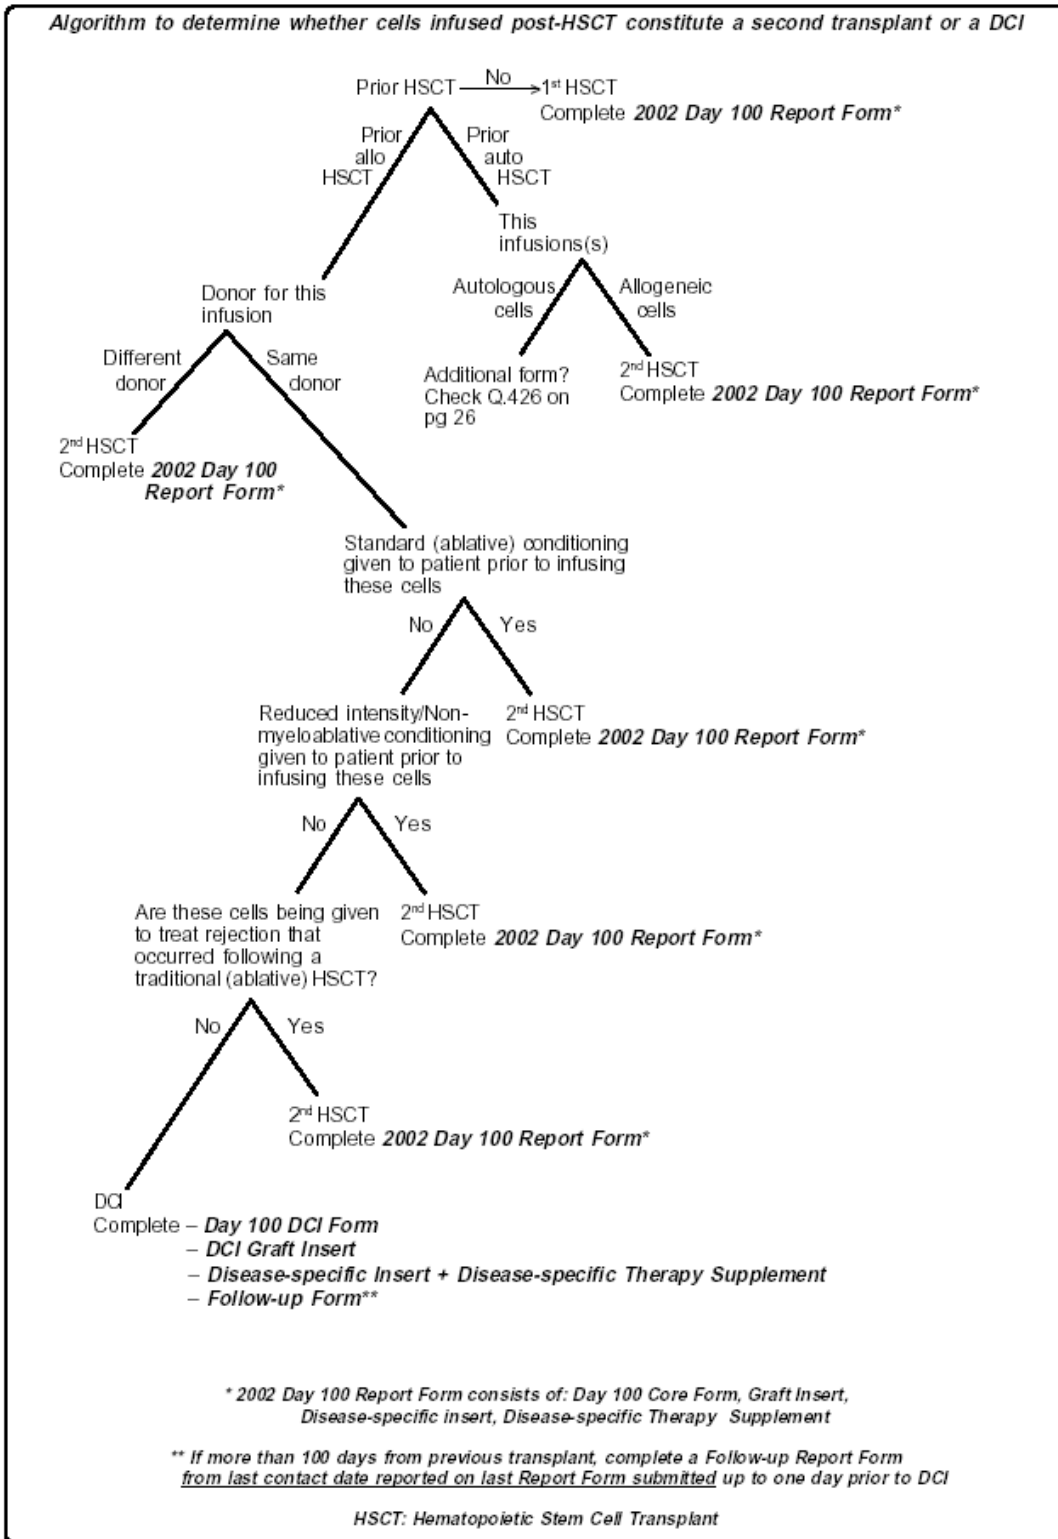 Algorithm to determine whether cells infused post-HSCT constitute a second transplant or a DCI
Prior HSCT
No
1st HSCT
Complete 2002 Day 100 Report Form*
Prior
allo
HSCT
Prior
auto
HSCT
This
infusions(s)
Autologous
cells
Allogeneic
cells
Donor for this
infusion
Different
donor
Same
donor
Additional form?
Check Q.426 on
pg 26
2nd HSCT
Complete 2002 Day 100 Report Form*
2nd HSCT
Complete 2002 Day 100
Report Form*
Standard (ablative) conditioning
given to patient prior to infusing
these cells
No
Yes
Reduced intensity/Non-
myeloablative conditioning
given to patient prior to
infusing these cells
2nd HSCT
Complete 2002 Day 100 Report Form*
No
Yes
Are these cells being given
to treat rejection that
occurred following a
traditional (ablative) HSCT?
2nd HSCT
Complete 2002 Day 100 Report Form*
No
Yes
2nd HSCT
Complete 2002 Day 100 Report Form*
DCI
Complete – Day 100 DCI Form
– DCI Graft Insert
– Disease-specific Insert + Disease-specific Therapy Supplement
– Follow-up Form**
* 2002 Day 100 Report Form consists of: Day 100 Core Form, Graft Insert,
Disease-specific insert, Disease-specific Therapy Supplement
** If more than 100 days from previous transplant, complete a Follow-up Report Form
from last contact date reported on last Report Form submitted up to one day prior to DCI
HSCT: Hematopoietic Stem Cell Transplant